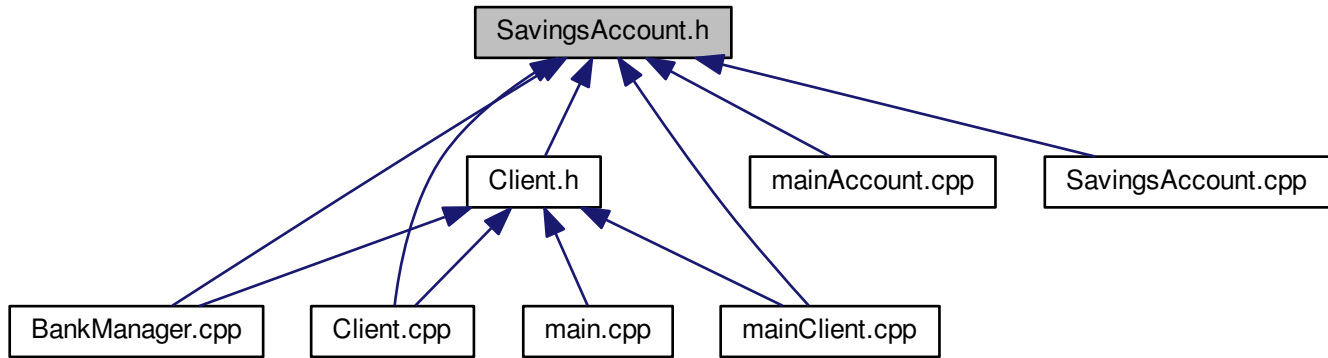 SavingsAccount.h
Client.h
mainAccount.cpp
SavingsAccount.cpp
BankManager.cpp
Client.cpp
main.cpp
mainClient.cpp